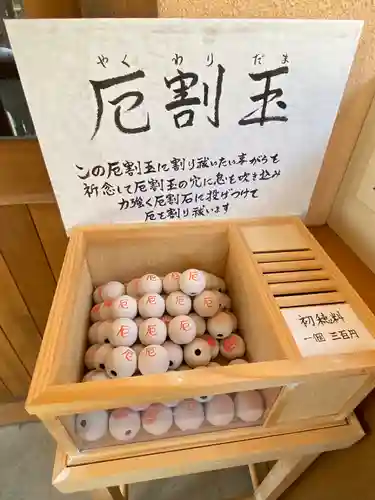 やくわりだま
厄割玉
この厄割玉に割り祓いたい事がらを
祈念して厄割玉の穴に息を吹き込み
力強く厄割石に投げつけて
厄を割り祓います
初穂料
一個 三百円
厄